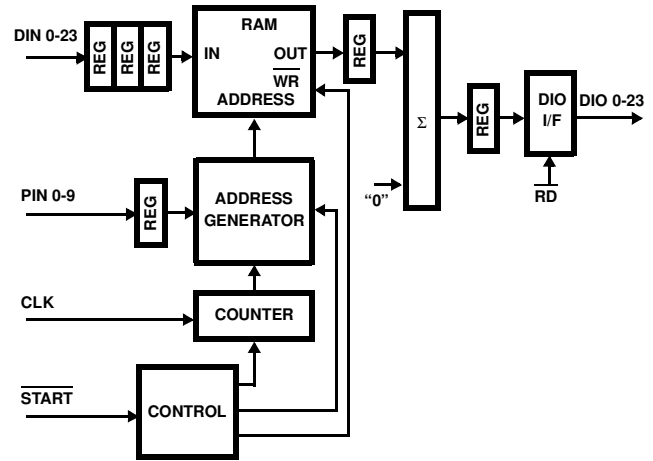 DIN 0-23
REG
REG
REG
RAM
IN
OUT
WR
ADDRESS
REG
Σ
"0"
REG
DIO
I/F
DIO 0-23
RD
PIN 0-9
REG
ADDRESS
GENERATOR
CLK
COUNTER
START
CONTROL